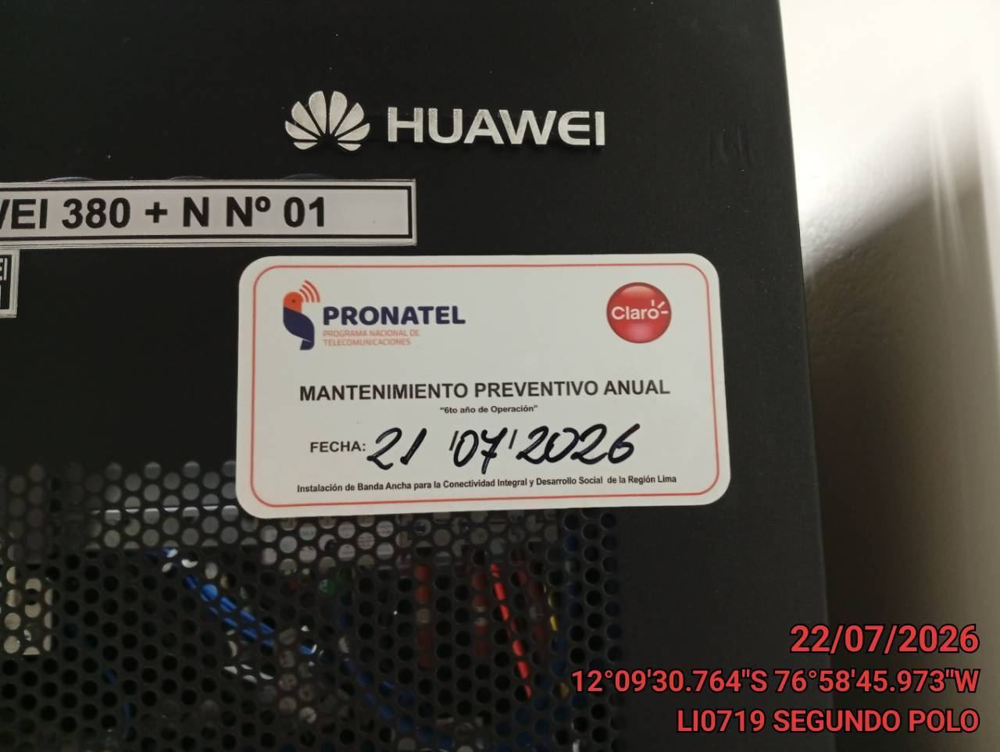 HUAWEI
EI 380 + N Nº 01
EI
PRONATEL
PROGRAMA NACIONAL DE
TELECOMUNICACIONES
Claro
MANTENIMIENTO PREVENTIVO ANUAL
"6to año de Operación"
FECHA: 21/07/2026
Instalación de Banda Ancha para la Conectividad Integral y Desarrollo Social de la Región Lima
22/07/2026
12°09'30.764"S 76°58'45.973"W
LI0719 SEGUNDO POLO